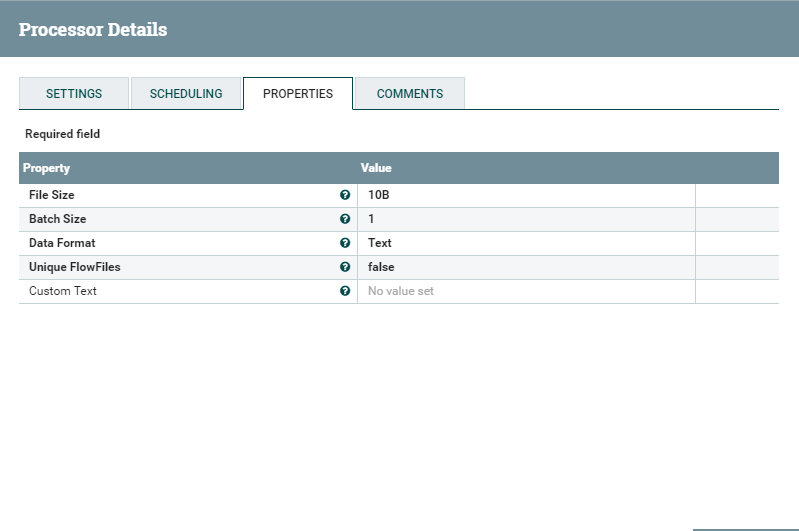 Processor Details
SETTINGS SCHEDULING PROPERTIES COMMENTS
Required field
Property Value
File Size ? 10B
Batch Size ? 1
Data Format ? Text
Unique FlowFiles ? false
Custom Text ? No value set